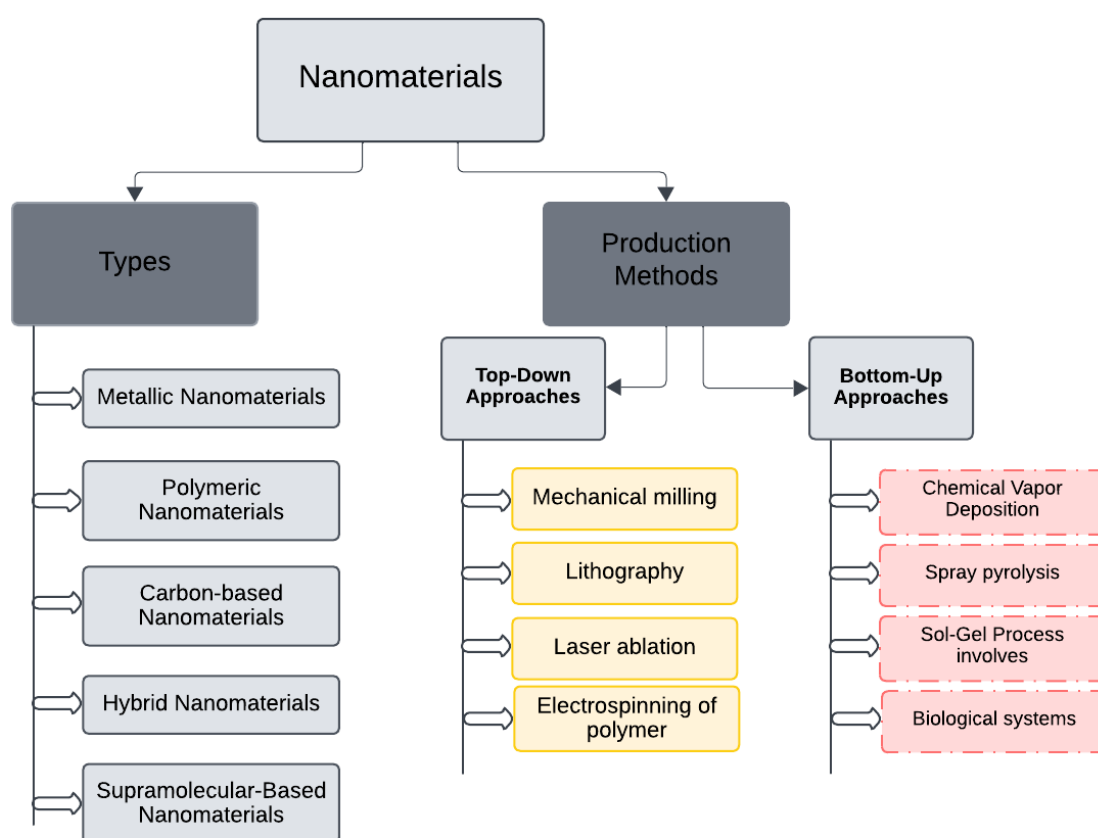 Nanomaterials
Types
Production
Methods
Metallic Nanomaterials
Polymeric
Nanomaterials
Carbon-based
Nanomaterials
Hybrid Nanomaterials
Supramolecular-Based
Nanomaterials
Top-Down
Approaches
Mechanical milling
Lithography
Laser ablation
Electrospinning of
polymer
Bottom-Up
Approaches
Chemical Vapor
Deposition
Spray pyrolysis
Sol-Gel Process
involves
Biological systems